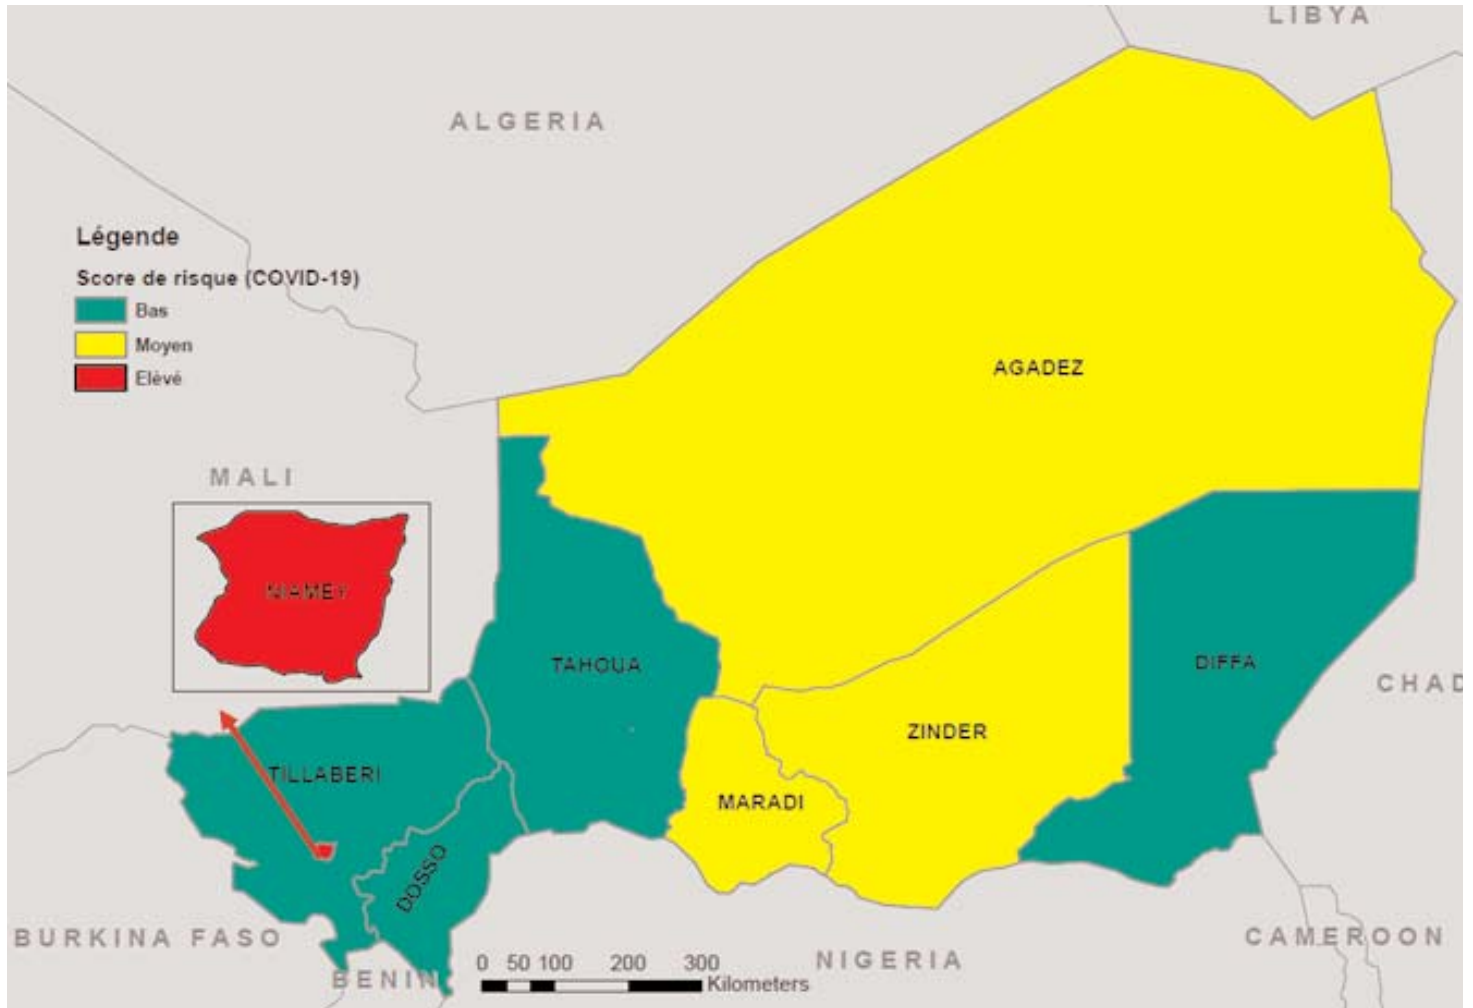 LIBYA
ALGERIA
Légende
Score de risque (COVID-19)
Bas
Moyen
Elèvé
AGADEZ
MALI
NIAMEY
TAHOUA
DIFFA
CHAD
ZINDER
TILLABERI
MARADI
DOSSO
BURKINA FASO
BENIN
NIGERIA
CAMEROON
0 50 100 200 300
Kilometers